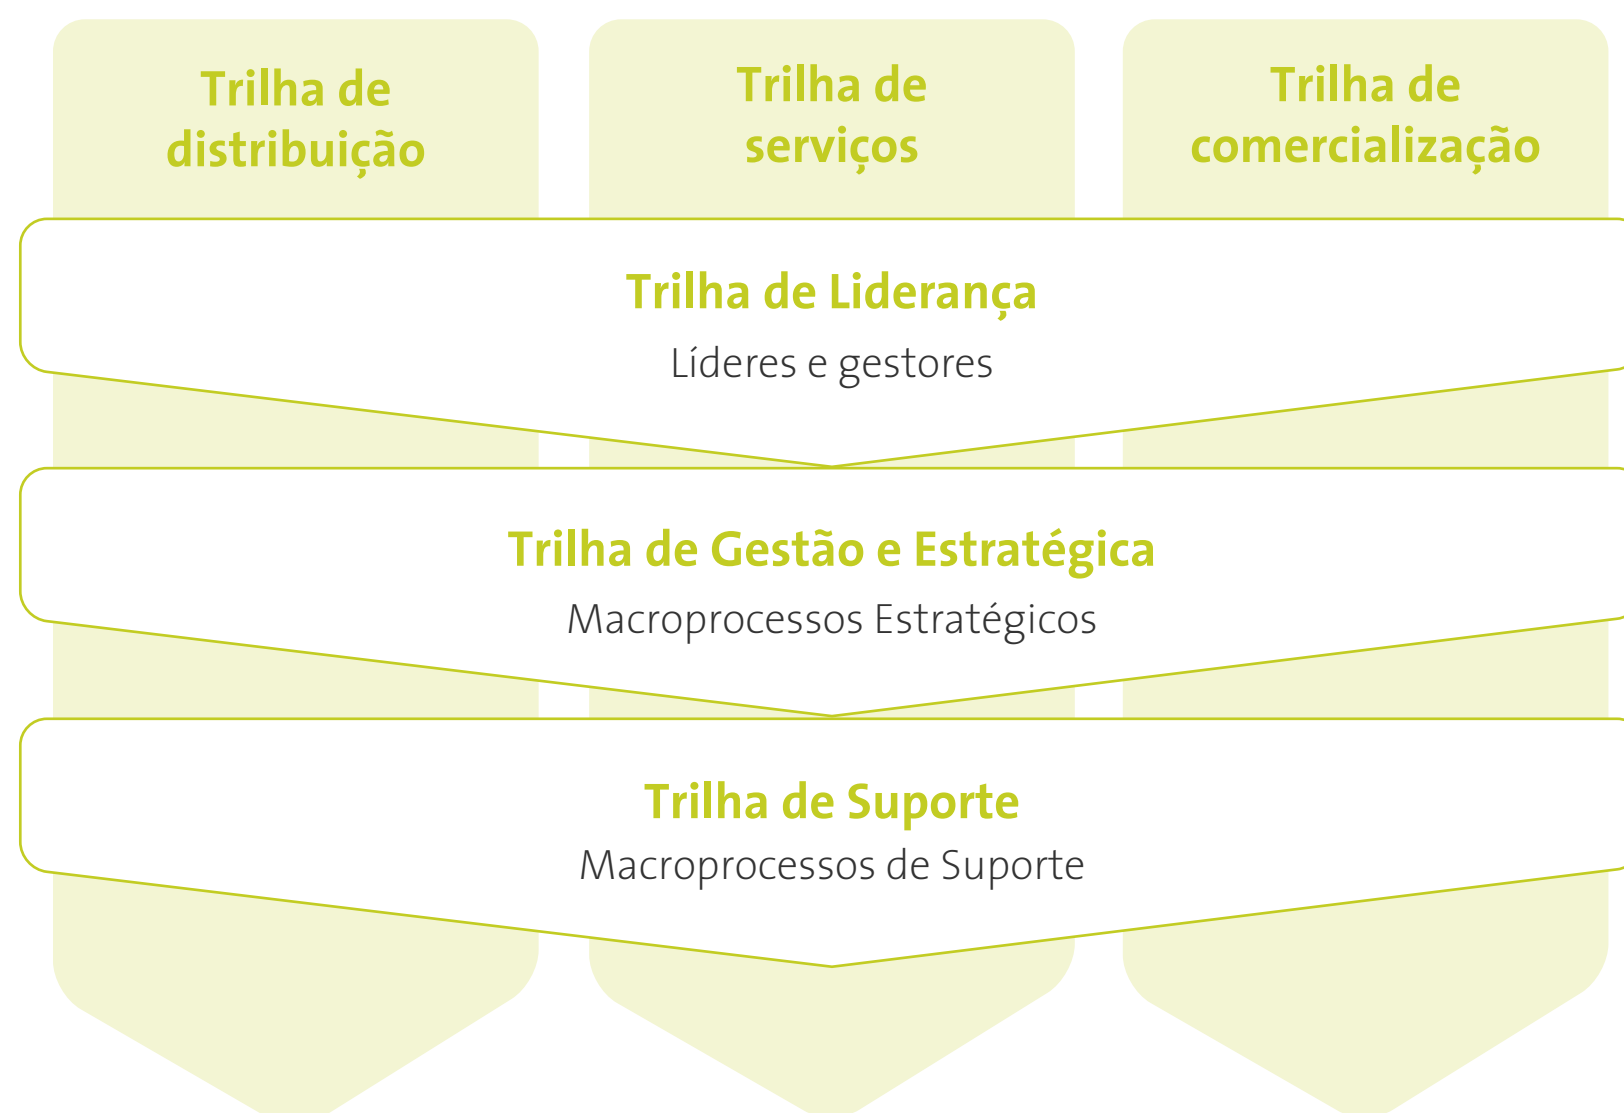 Trilha de
distribuição
Trilha de
serviços
Trilha de
comercialização
Trilha de Liderança
Líderes e gestores
Trilha de Gestão e Estratégica
Macroprocessos Estratégicos
Trilha de Suporte
Macroprocessos de Suporte